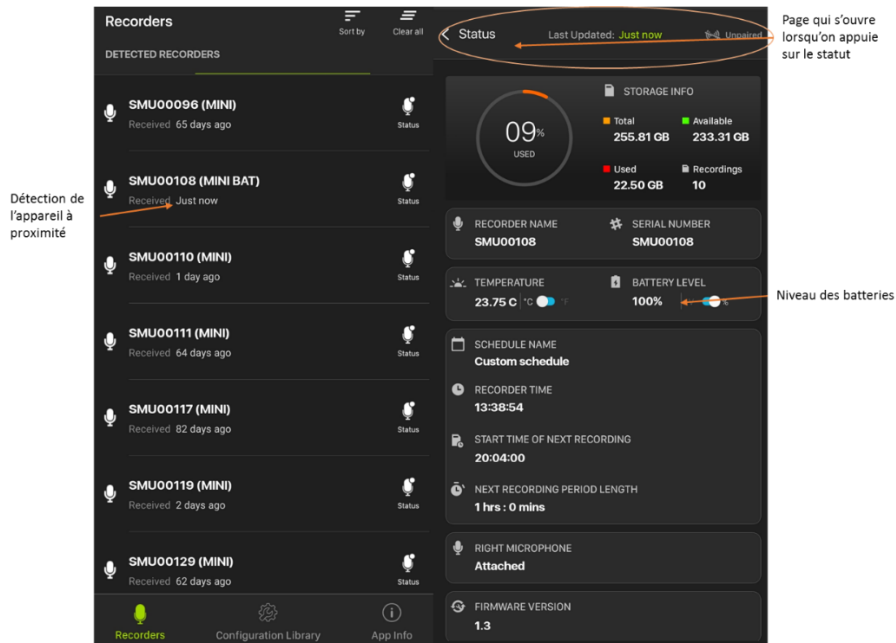 Recorders
Sort by
Clear all
DETECTED RECORDERS
SMU00096 (MINI)
Received 65 days ago
Status
SMU00108 (MINI BAT)
Received Just now
Status
SMU00110 (MINI)
Received 1 day ago
Status
SMU00111 (MINI)
Received 64 days ago
Status
SMU00117 (MINI)
Received 82 days ago
Status
SMU00119 (MINI)
Received 2 days ago
Status
SMU00129 (MINI)
Received 62 days ago
Status
Recorders
Configuration Library
App Info
Détection de
l'appareil à
proximité
Status
Last Updated: Just now
Unpaired
STORAGE INFO
09%
USED
Total
255.81 GB
Available
233.31 GB
Used
22.50 GB
Recordings
10
RECORDER NAME
SMU00108
SERIAL NUMBER
SMU00108
TEMPERATURE
23.75 C °C °F
BATTERY LEVEL
100% %
SCHEDULE NAME
Custom schedule
RECORDER TIME
13:38:54
START TIME OF NEXT RECORDING
20:04:00
NEXT RECORDING PERIOD LENGTH
1 hrs : 0 mins
RIGHT MICROPHONE
Attached
FIRMWARE VERSION
1.3
Page qui s'ouvre
lorsqu'on appuie
sur le statut
Niveau des batteries